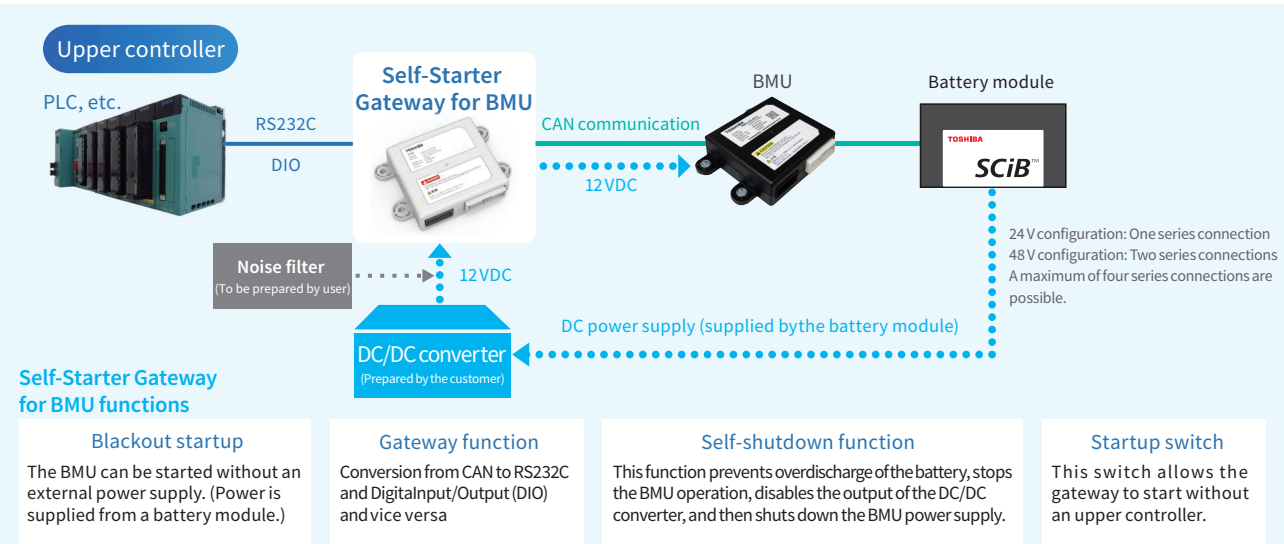 Upper controller
PLC, etc.
RS232C
DIO
Self-Starter
Gateway for BMU
TOSHIBA
CAN communication
12 VDC
BMU
Battery module
TOSHIBA
SCiB™
24 V configuration: One series connection
48 V configuration: Two series connections
A maximum of four series connections are
possible.
Noise filter
(To be prepared by user)
12 VDC
DC power supply (supplied bythe battery module)
DC/DC converter
(Prepared by the customer)
Self-Starter Gateway
for BMU functions
Blackout startup
The BMU can be started without an
external power supply. (Power is
supplied from a battery module.)
Gateway function
Conversion from CAN to RS232C
and DigitaInput/Output (DIO)
and vice versa
Self-shutdown function
This function prevents overdischarge of the battery, stops
the BMU operation, disables the output of the DC/DC
converter, and then shuts down the BMU power supply.
Startup switch
This switch allows the
gateway to start without
an upper controller.